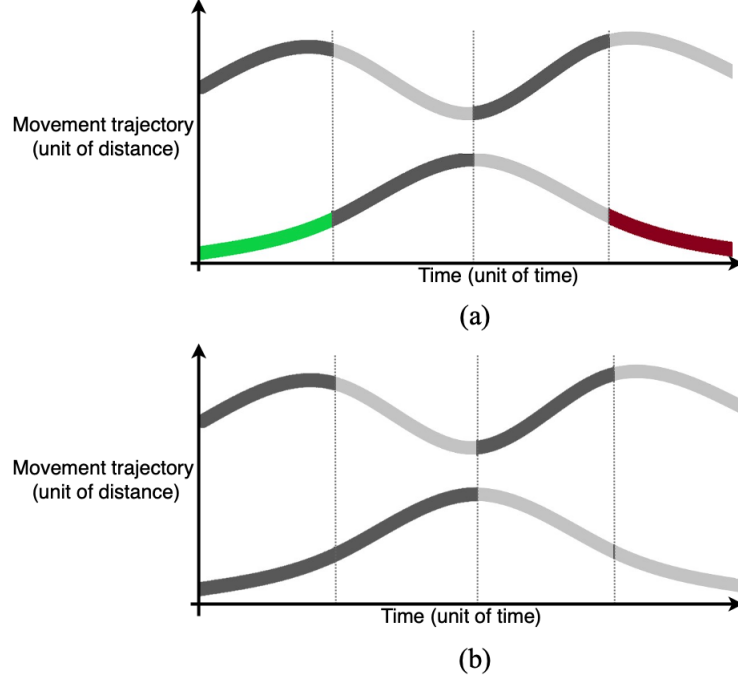 Movement trajectory
(unit of distance)
Time (unit of time)
(a)
Movement trajectory
(unit of distance)
Time (unit of time)
(b)